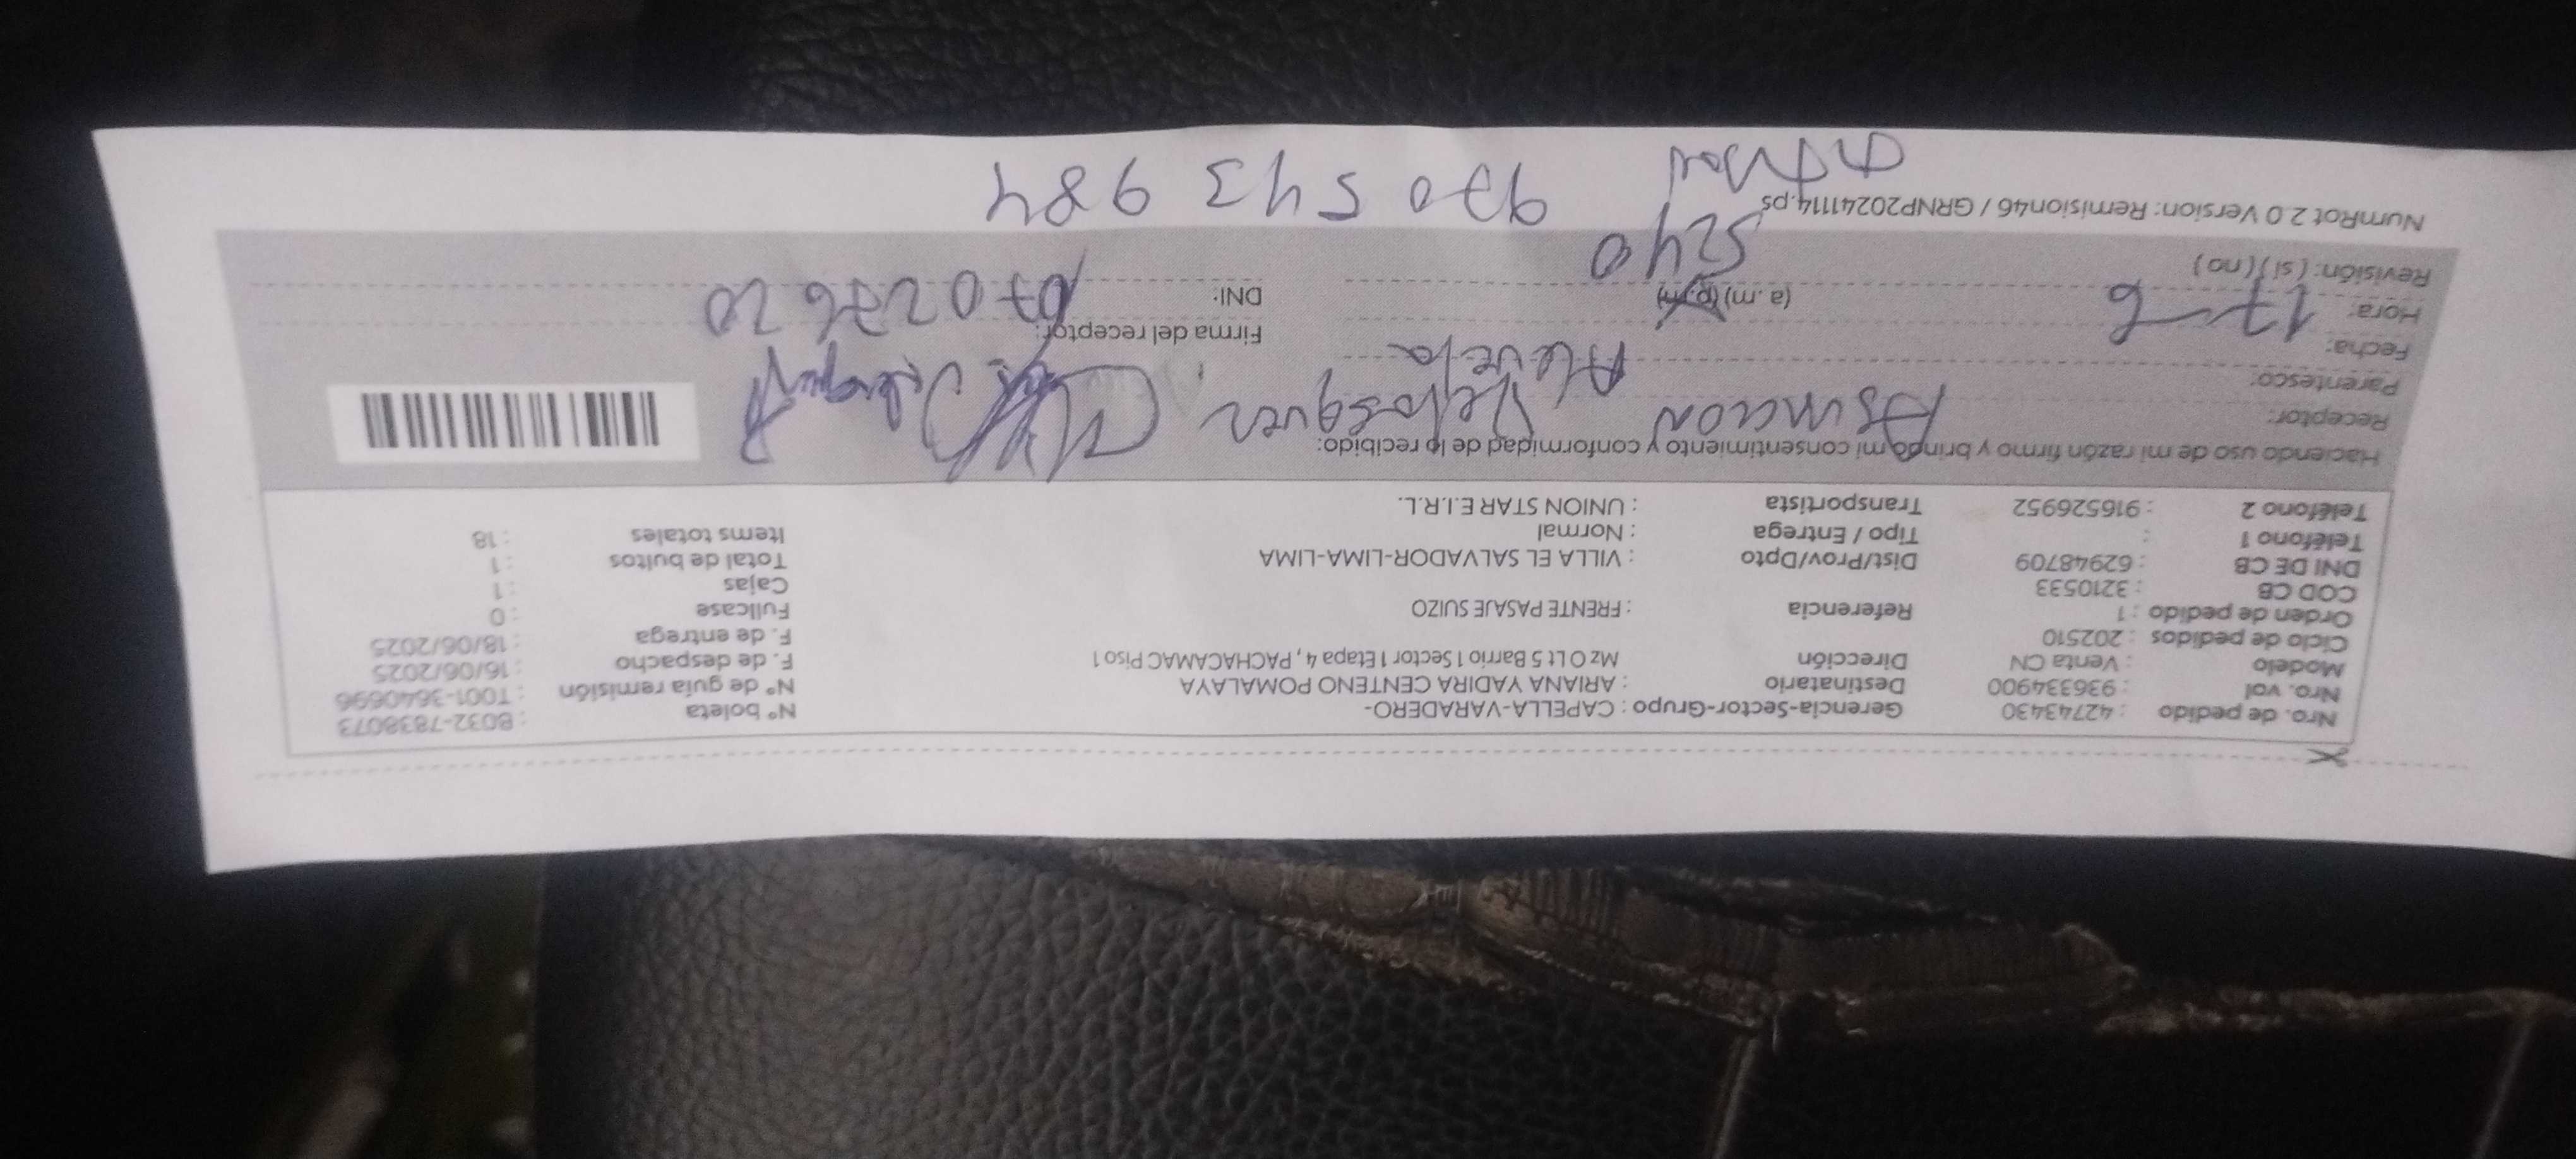 Nro. de pedido : 42743430 Gerencia-Sector-Grupo : CAPELLA-VARADERO- N° boleta : B032-7838073
Nro. vol : 936334900 Destinatario : ARIANA YADIRA CENTENO POMALAYA N° de guía remisión : T001-3640696
Modelo : Venta CN Dirección Mz O Lt 5 Barrio 1 Sector 1 Etapa 4 , PACHACAMAC Piso 1 F. de despacho : 16/06/2025
Ciclo de pedidos : 202510 F. de entrega : 18/06/2025
Orden de pedido : 1 Referencia : FRENTE PASAJE SUIZO Fullcase : 0
COD CB : 3210533 Cajas : 1
DNI DE CB : 62948709 Dist/Prov/Dpto : VILLA EL SALVADOR-LIMA-LIMA Total de bultos : 1
Teléfono 1 : Tipo / Entrega : Normal Items totales : 18
Teléfono 2 : 916526952 Transportista : UNION STAR E.I.R.L.
Haciendo uso de mi razón firmo y brindo mi consentimiento y conformidad de lo recibido:
Receptor: Asuncion Velasquez
Parentesco: Abuela
Fecha: 17-6 Firma del receptor:
Hora: (a. m) (p. m) DNI: 07027620
Revisión: ( si ) ( no ) 5240
NumRot 2.0 Version: Remision46 / GRNP20241114.ps 970 543 984